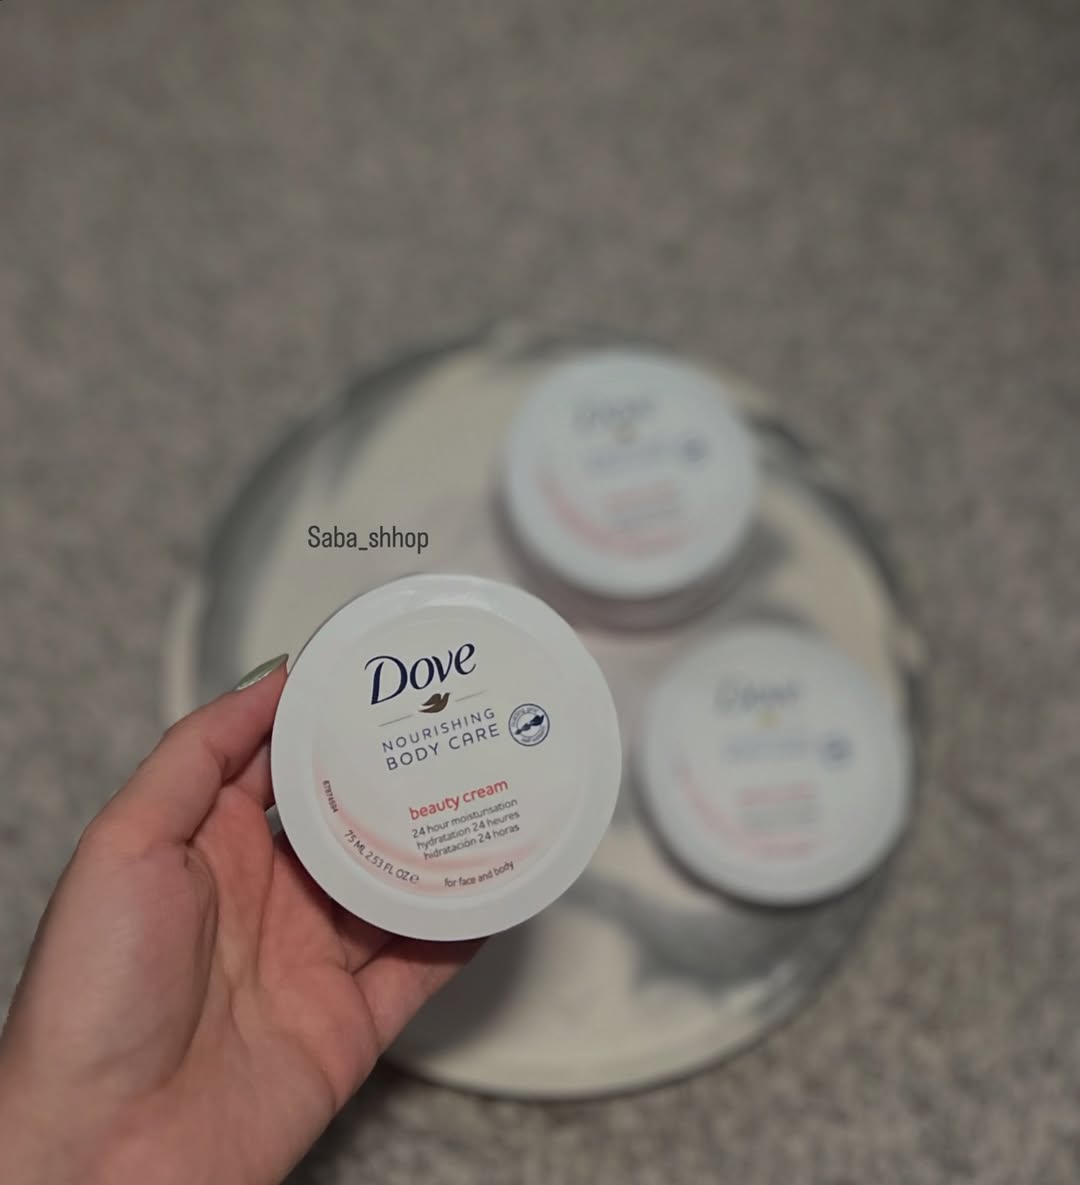 Saba_shhop
Dove
NOURISHING
BODY CARE
beauty cream
24 hour moisturisation
hydratation 24 heures
hidratación 24 horas
for face and body
75 ML 2.53 FL OZ ℮